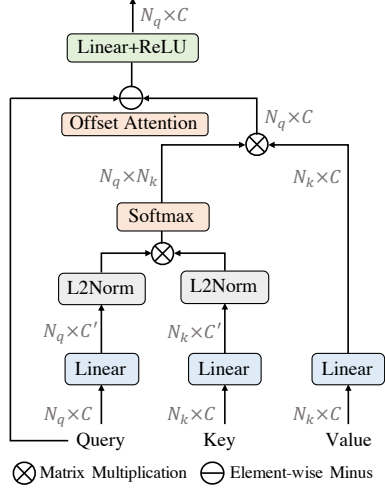 N_q×C
Linear+ReLU
Offset Attention
N_q×C
N_q×N_k
N_k×C
Softmax
L2Norm
L2Norm
N_q×C′
N_k×C′
Linear
Linear
Linear
N_q×C
N_k×C
N_k×C
Query
Key
Value
Matrix Multiplication
Element-wise Minus